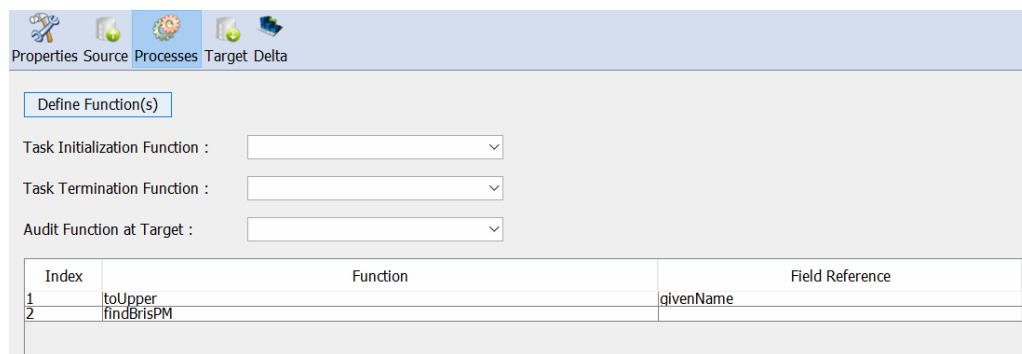 Properties Source Processes Target Delta
Define Function(s)
Task Initialization Function :
Task Termination Function :
Audit Function at Target :
Index Function Field Reference
1 toUpper givenName
2 findBrisPM